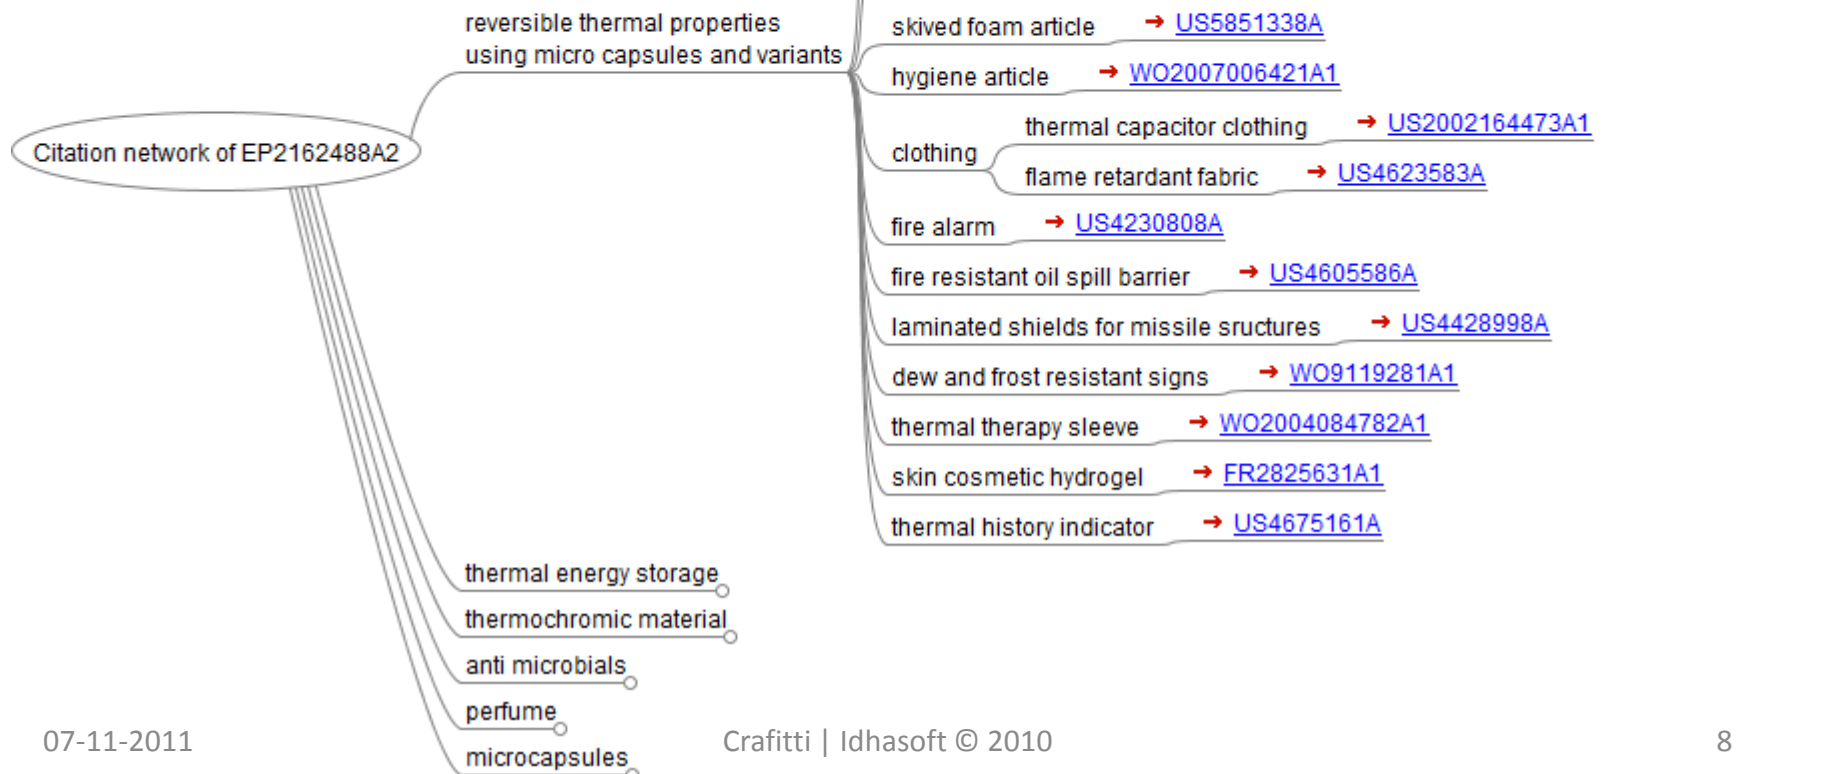 reversible thermal properties
using micro capsules and variants
skived foam article → US5851338A
hygiene article → WO2007006421A1
Citation network of EP2162488A2
clothing
thermal capacitor clothing → US2002164473A1
flame retardant fabric → US4623583A
fire alarm → US4230808A
fire resistant oil spill barrier → US4605586A
laminated shields for missile sructures → US4428998A
dew and frost resistant signs → WO9119281A1
thermal therapy sleeve → WO2004084782A1
skin cosmetic hydrogel → FR2825631A1
thermal history indicator → US4675161A
thermal energy storage
thermochromic material
anti microbials
perfume
microcapsules
07-11-2011 Crafitti | Idhasoft © 2010 8